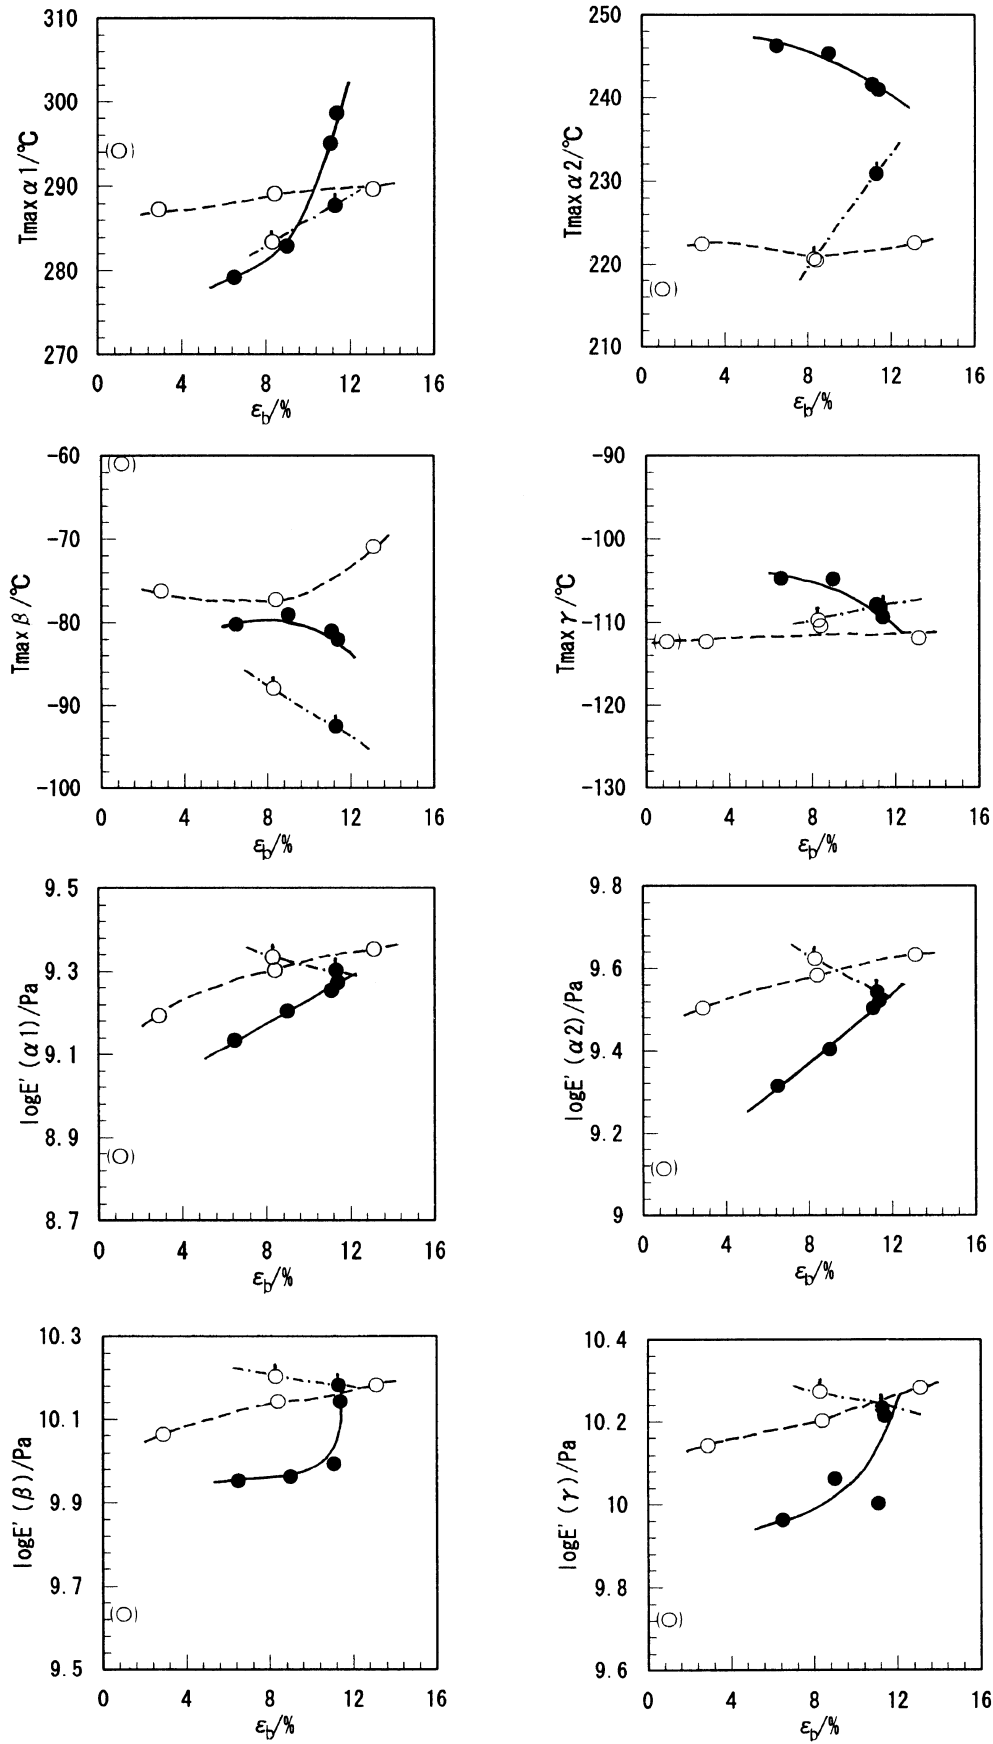 310
300
290
280
270
Tmax α1/℃
0 4 8 12 16
εb/%
250
240
230
220
210
Tmax α2/℃
0 4 8 12 16
εb/%
-60
-70
-80
-90
-100
Tmax β/℃
0 4 8 12 16
εb/%
-90
-100
-110
-120
-130
Tmax γ/℃
0 4 8 12 16
εb/%
9.5
9.3
9.1
8.9
8.7
logE'(α1)/Pa
0 4 8 12 16
εb/%
9.8
9.6
9.4
9.2
9
logE'(α2)/Pa
0 4 8 12 16
εb/%
10.3
10.1
9.9
9.7
9.5
logE'(β)/Pa
0 4 8 12 16
εb/%
10.4
10.2
10
9.8
9.6
logE'(γ)/Pa
0 4 8 12 16
εb/%